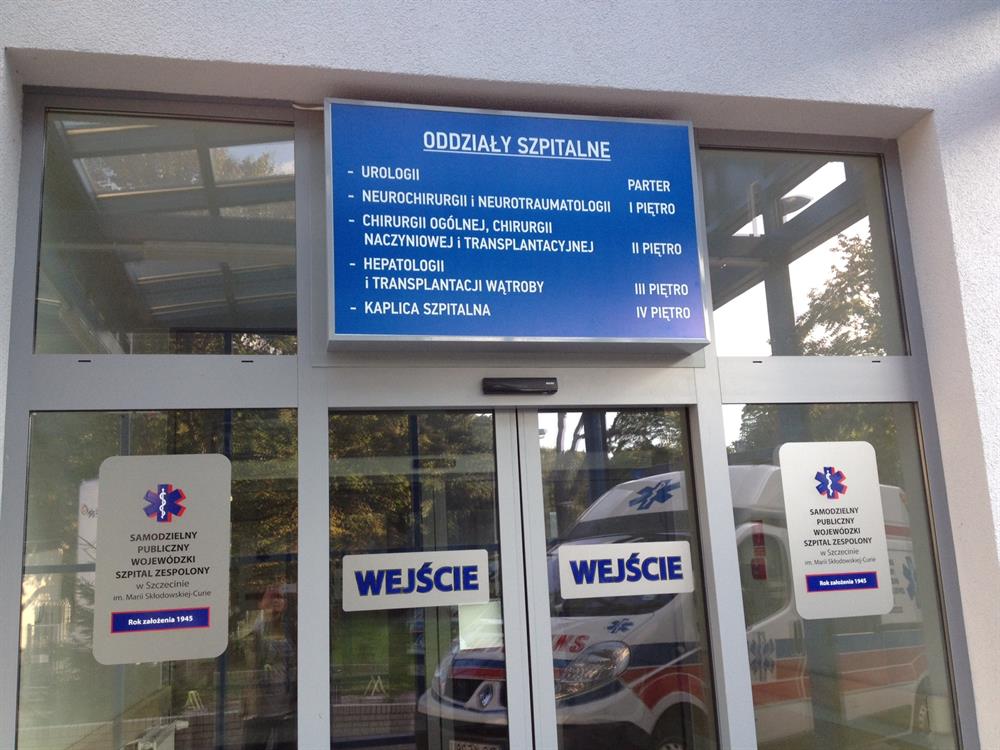 ODDZIAŁY SZPITALNE
- UROLOGII PARTER
- NEUROCHIRURGII i NEUROTRAUMATOLOGII I PIĘTRO
- CHIRURGII OGÓLNEJ, CHIRURGII
NACZYNIOWEJ i TRANSPLANTACYJNEJ II PIĘTRO
- HEPATOLOGII
i TRANSPLANTACJI WĄTROBY III PIĘTRO
- KAPLICA SZPITALNA IV PIĘTRO
SAMODZIELNY
PUBLICZNY
WOJEWÓDZKI
SZPITAL ZESPOLONY
w Szczecinie
im. Marii Skłodowskiej-Curie
Rok założenia 1945
WEJŚCIE
WEJŚCIE
SAMODZIELNY
PUBLICZNY
WOJEWÓDZKI
SZPITAL ZESPOLONY
w Szczecinie
im. Marii Skłodowskiej-Curie
Rok założenia 1945